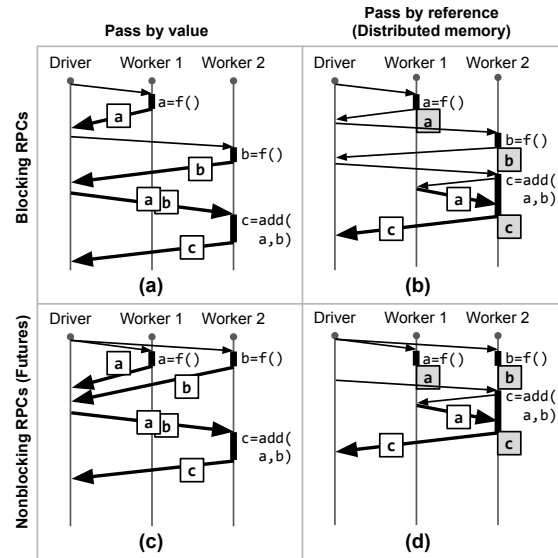 Pass by value
Pass by reference
(Distributed memory)
Blocking RPCs
Driver Worker 1 Worker 2
a=f()
a
b=f()
b
a b
c=add(
a,b)
c
(a)
Driver Worker 1 Worker 2
a=f()
a
b=f()
b
c=add(
a,b)
a
c
c
(b)
Nonblocking RPCs (Futures)
Driver Worker 1 Worker 2
a=f() b=f()
a
b
a b
c=add(
a,b)
c
(c)
Driver Worker 1 Worker 2
a=f() b=f()
a b
c=add(
a,b)
a
c
c
(d)